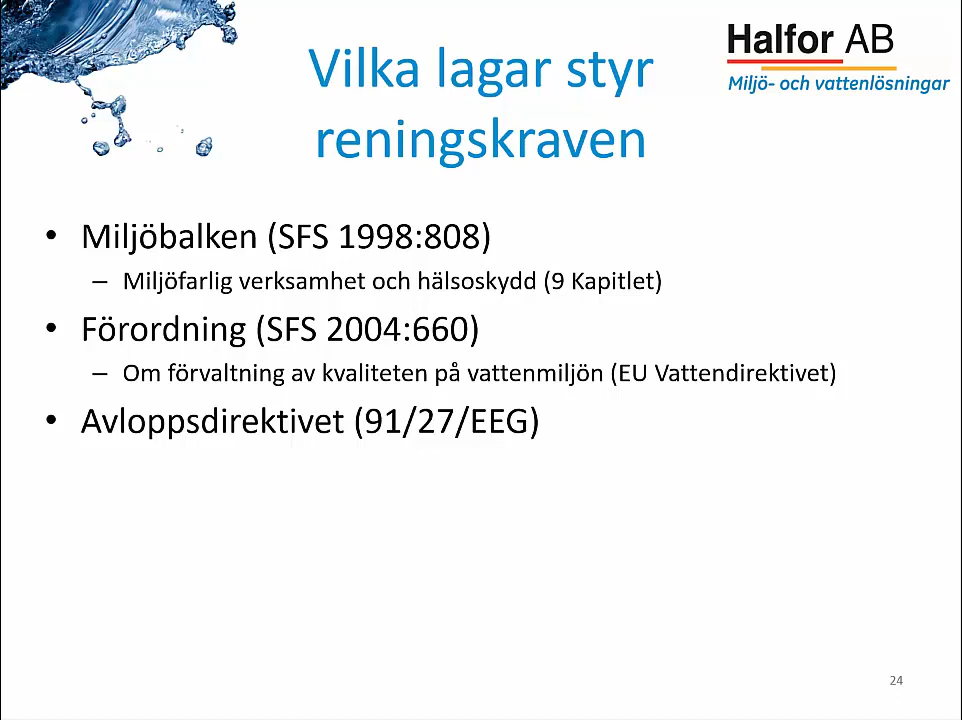 Halfor AB
Miljö- och vattenlösningar
Vilka lagar styr
reningskraven
• Miljöbalken (SFS 1998:808)
– Miljöfarlig verksamhet och hälsoskydd (9 Kapitlet)
• Förordning (SFS 2004:660)
– Om förvaltning av kvaliteten på vattenmiljön (EU Vattendirektivet)
• Avloppsdirektivet (91/27/EEG)
24